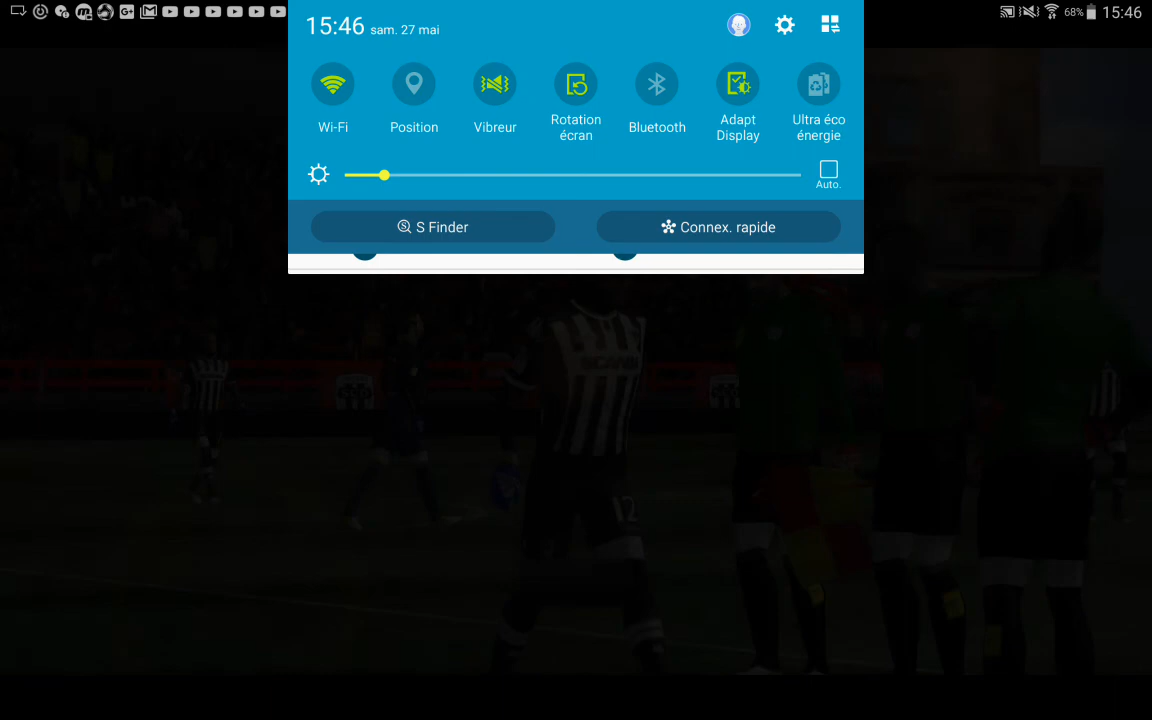 68% 15:46
15:46 sam. 27 mai
Wi-Fi
Position
Vibreur
Rotation
écran
Bluetooth
Adapt
Display
Ultra éco
énergie
Auto.
S Finder
Connex. rapide
12